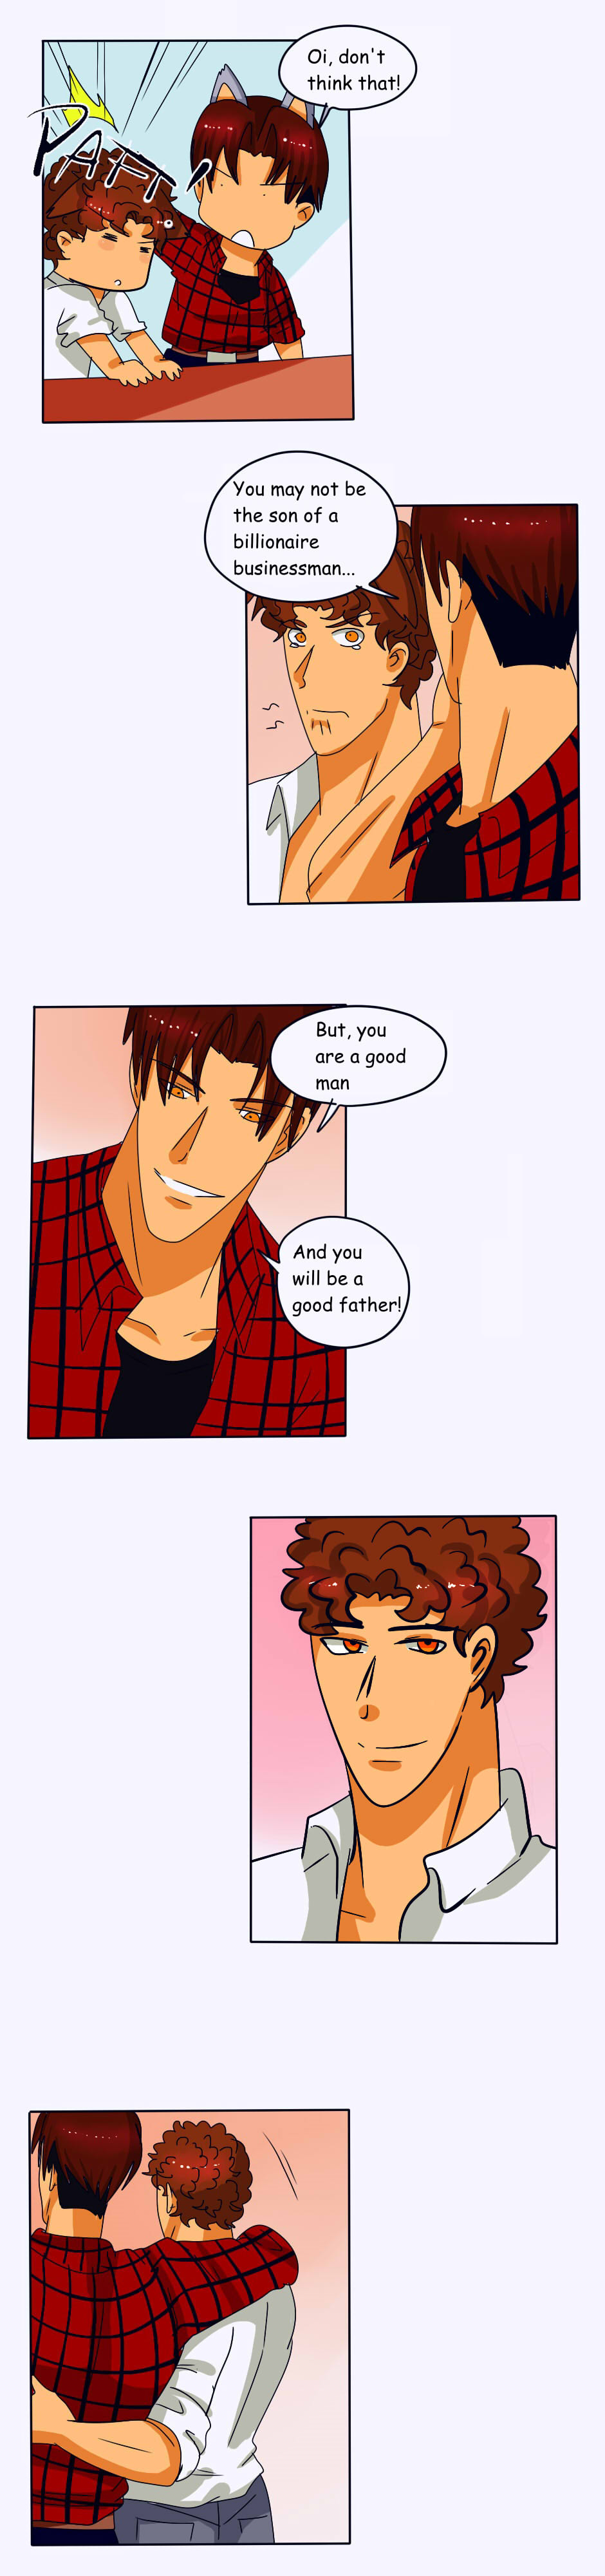 Oi, don't
think that!
PAFT'
You may not be
the son of a
billionaire
businessman...
But, you
are a good
man
And you
will be a
good father!